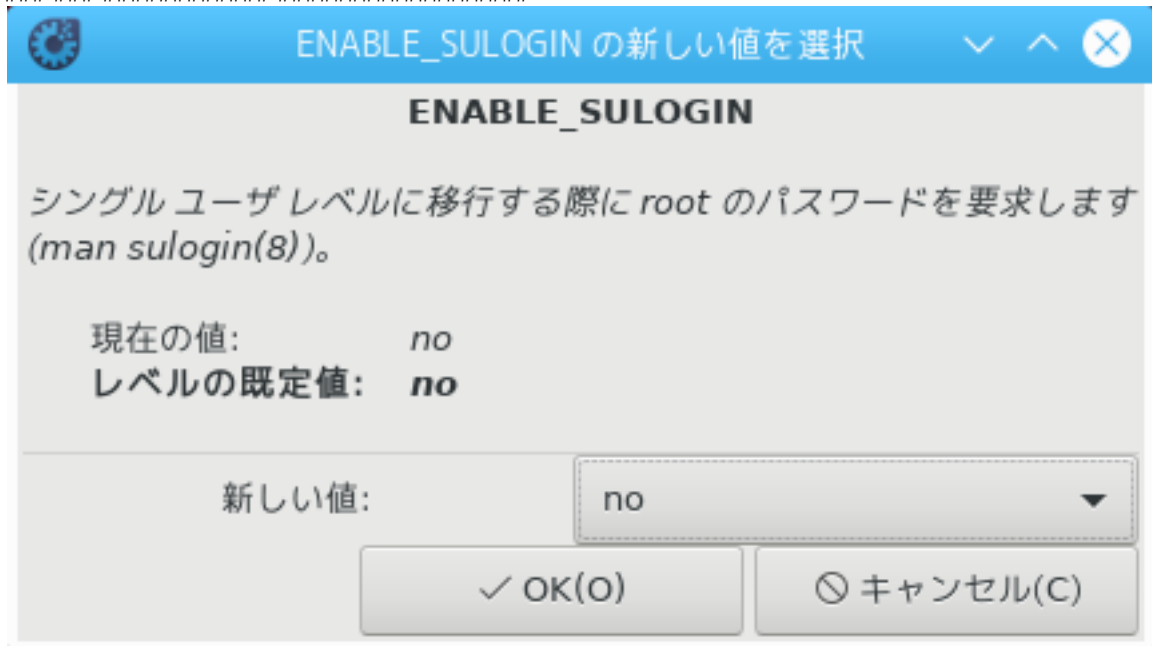 ENABLE_SULOGIN の新しい値を選択
ENABLE_SULOGIN
シングル ユーザ レベルに移行する際に root のパスワードを要求します
(man sulogin(8))。
現在の値: no
レベルの既定値: no
新しい値: no
OK(O) キャンセル(C)